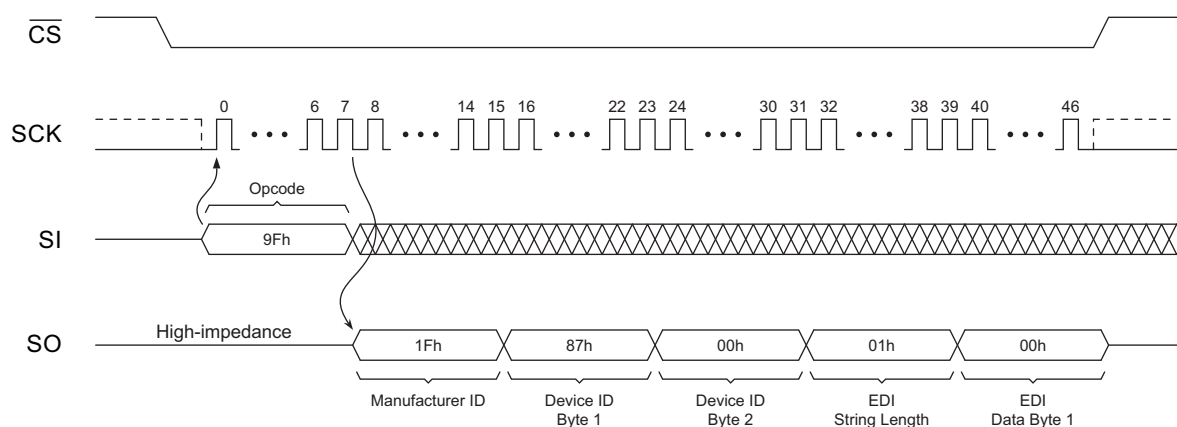 CS
SCK
0 6 7 8 14 15 16 22 23 24 30 31 32 38 39 40 46
Opcode
SI
9Fh
High-impedance
SO
1Fh 87h 00h 01h 00h
Manufacturer ID
Device ID
Byte 1
Device ID
Byte 2
EDI
String Length
EDI
Data Byte 1